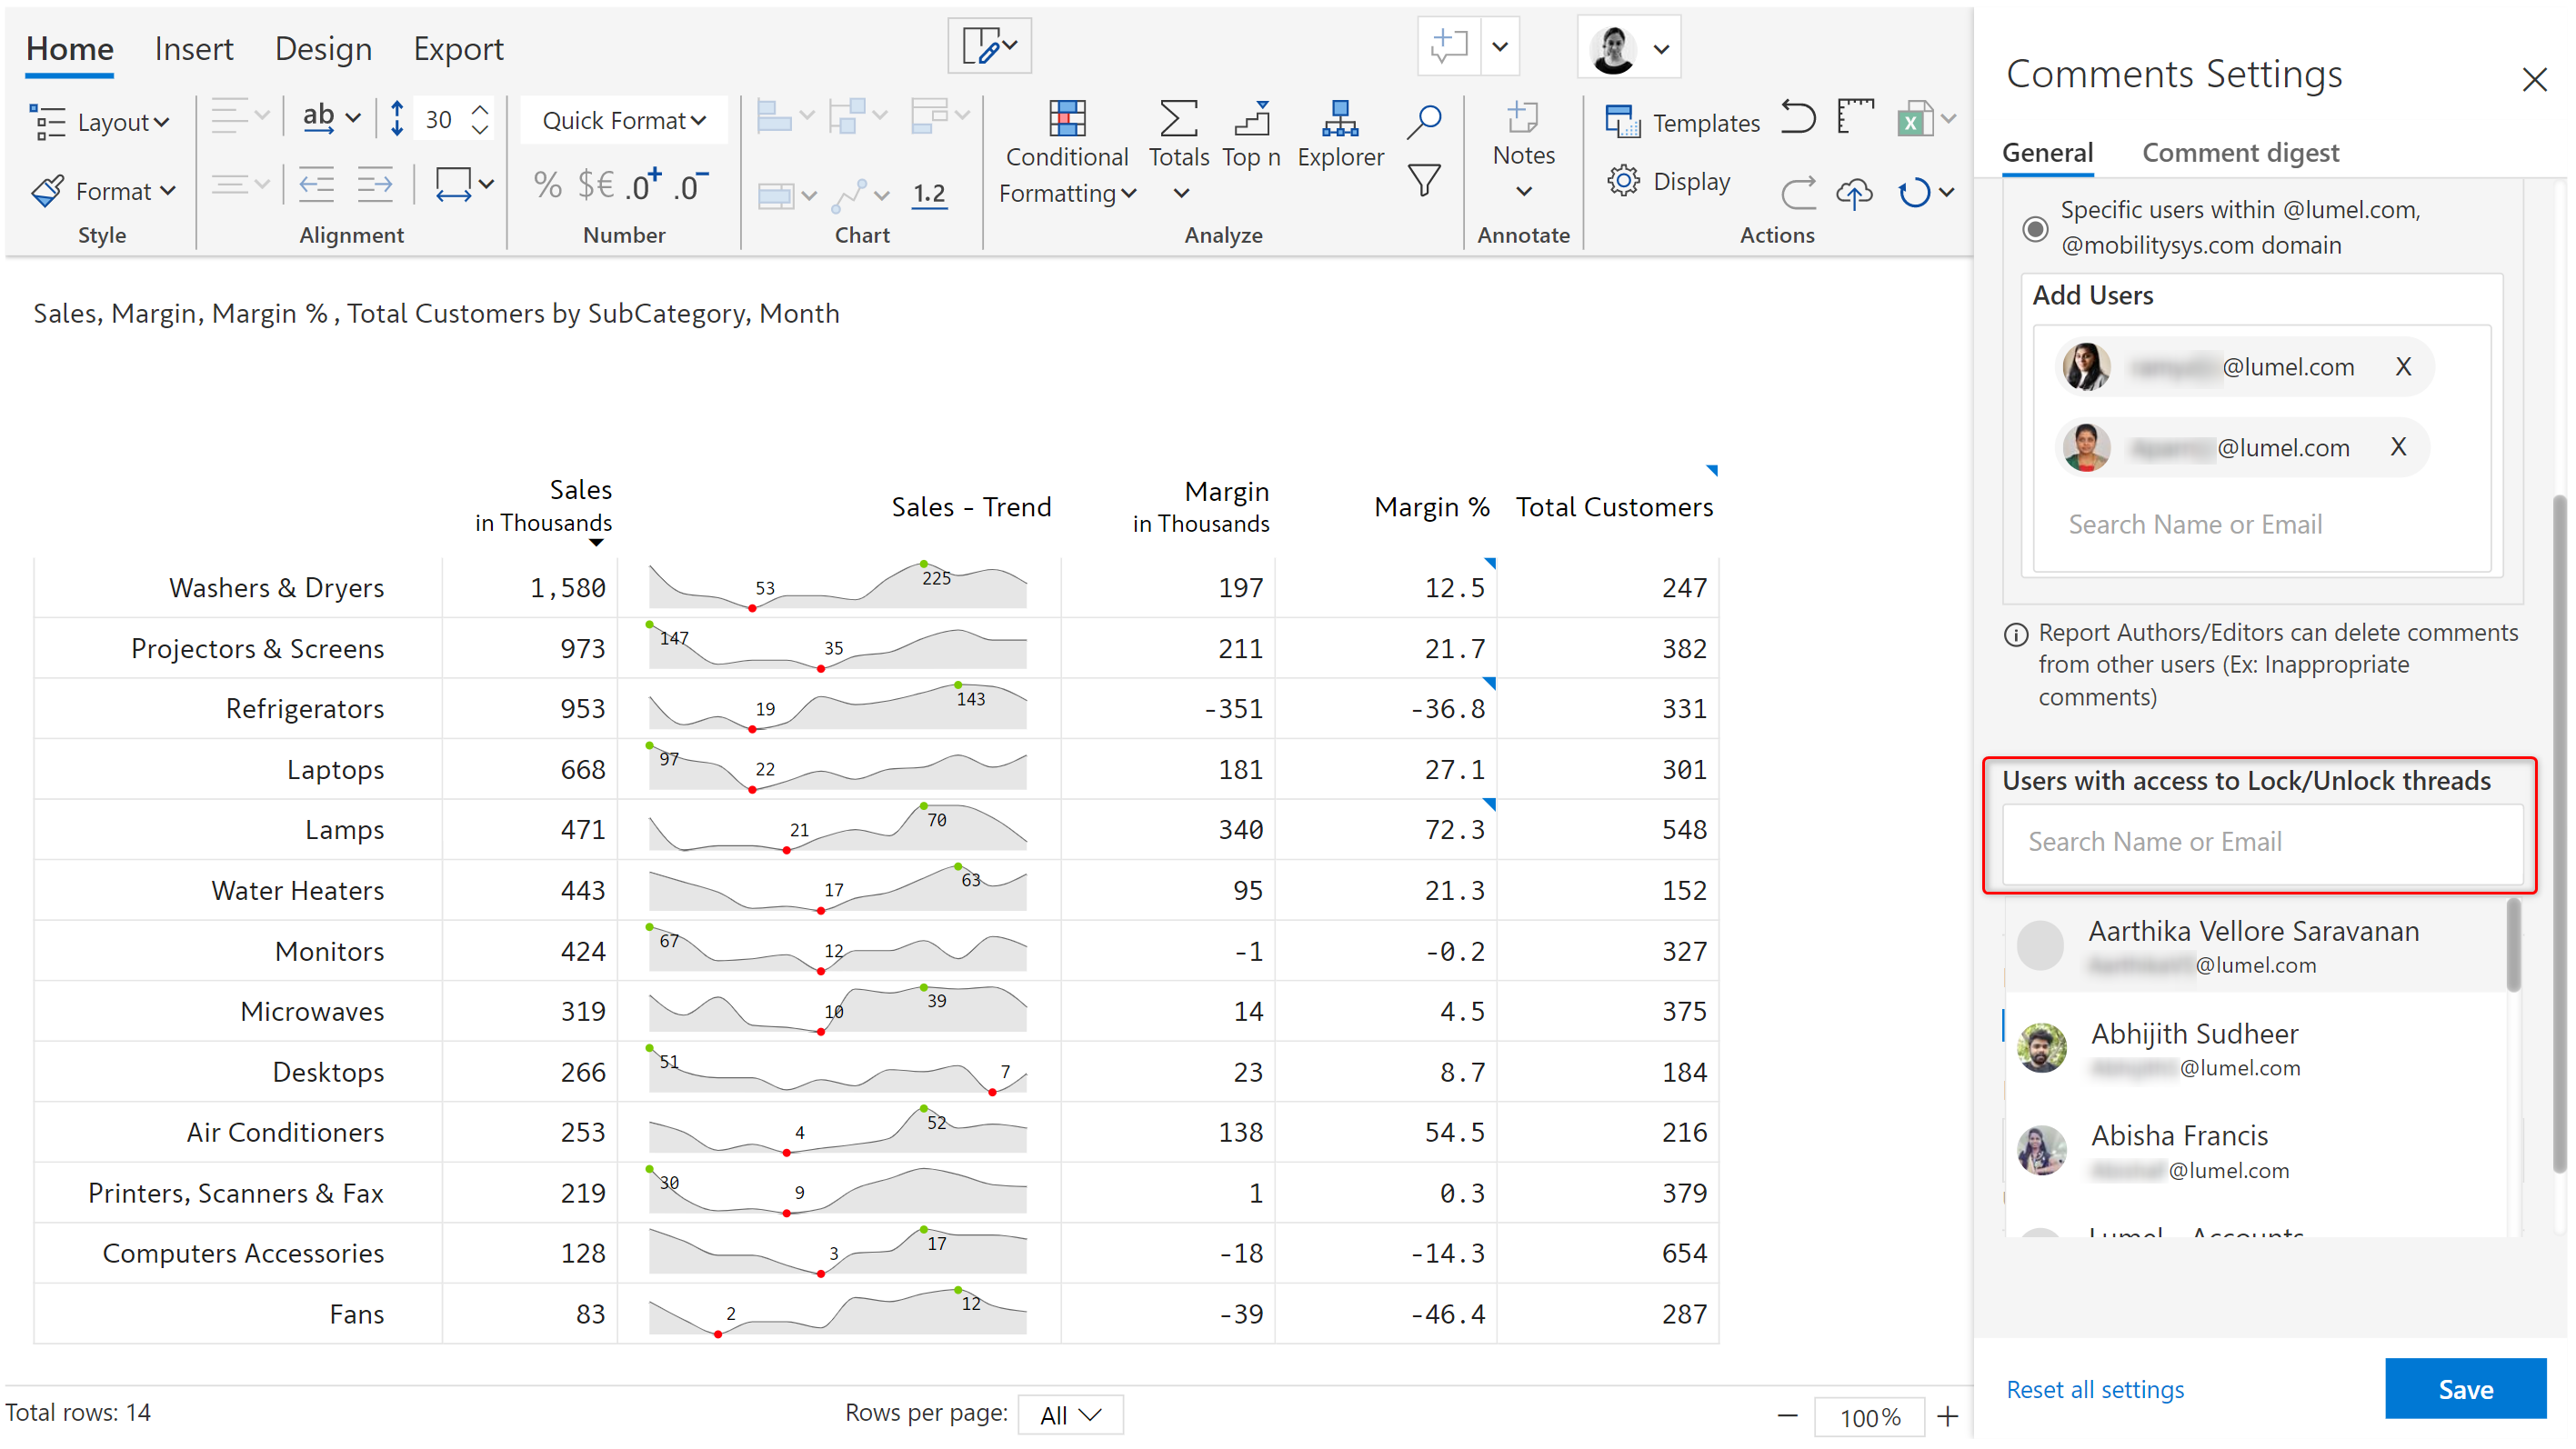 Home Insert Design Export
Layout ab 30 Quick Format
Format % $€ .0+ .0- 1.2
Conditional Formatting Totals Top n Explorer
Notes
Templates
Display
Style Alignment Number Chart Analyze Annotate Actions
Sales, Margin, Margin % , Total Customers by SubCategory, Month
Sales in Thousands Sales - Trend Margin in Thousands Margin % Total Customers
Washers & Dryers 1,580 53 225 197 12.5 247
Projectors & Screens 973 147 35 211 21.7 382
Refrigerators 953 19 143 -351 -36.8 331
Laptops 668 97 22 181 27.1 301
Lamps 471 21 70 340 72.3 548
Water Heaters 443 17 63 95 21.3 152
Monitors 424 67 12 -1 -0.2 327
Microwaves 319 10 39 14 4.5 375
Desktops 266 51 7 23 8.7 184
Air Conditioners 253 4 52 138 54.5 216
Printers, Scanners & Fax 219 30 9 1 0.3 379
Computers Accessories 128 3 17 -18 -14.3 654
Fans 83 2 12 -39 -46.4 287
Total rows: 14 Rows per page: All 100%
Comments Settings
General Comment digest
Specific users within @lumel.com,
@mobilitysys.com domain
Add Users
@lumel.com X
@lumel.com X
Search Name or Email
Report Authors/Editors can delete comments
from other users (Ex: Inappropriate
comments)
Users with access to Lock/Unlock threads
Search Name or Email
Aarthika Vellore Saravanan
@lumel.com
Abhijith Sudheer
@lumel.com
Abisha Francis
@lumel.com
Reset all settings Save